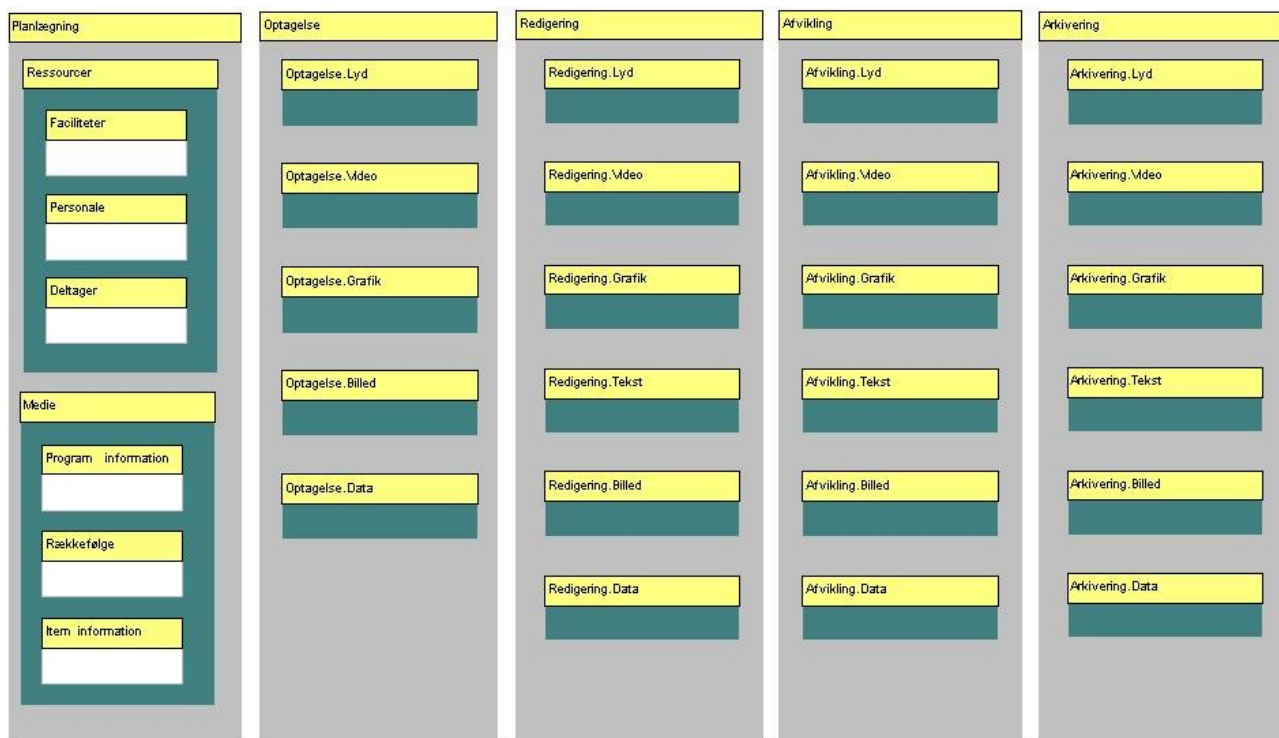 Planlægning
Ressourcer
Faciliteter
Personale
Deltager
Medie
Program information
Rækkefølge
Item information
Optagelse
Optagelse.Lyd
Optagelse.Video
Optagelse.Grafik
Optagelse.Billed
Optagelse.Data
Redigering
Redigering.Lyd
Redigering.Video
Redigering.Grafik
Redigering.Tekst
Redigering.Billed
Redigering.Data
Afvikling
Afvikling.Lyd
Afvikling.Video
Afvikling.Grafik
Afvikling.Tekst
Afvikling.Billed
Afvikling.Data
Arkivering
Arkivering.Lyd
Arkivering.Video
Arkivering.Grafik
Arkivering.Tekst
Arkivering.Billed
Arkivering.Data